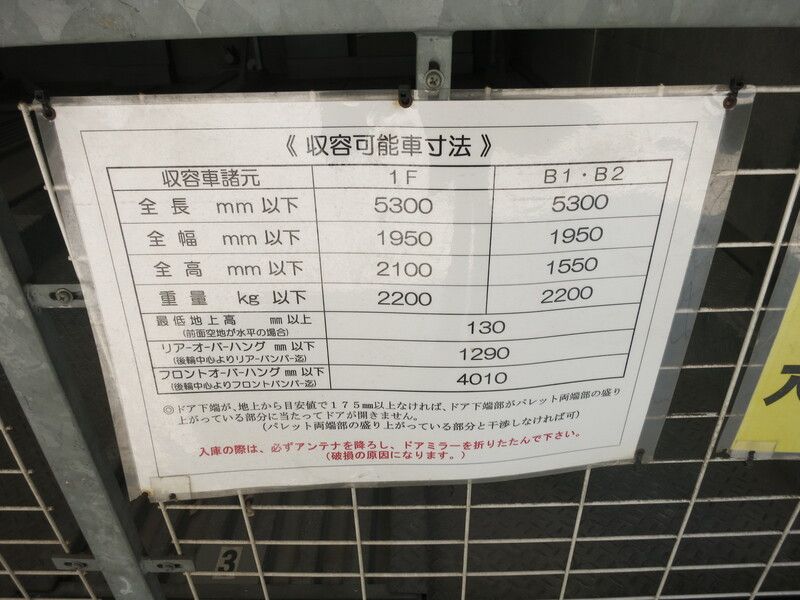 《 収容可能車寸法 》
収容車諸元 1F B1・B2
全長 mm 以下 5300 5300
全幅 mm 以下 1950 1950
全高 mm 以下 2100 1550
重量 kg 以下 2200 2200
最低地上高 mm以上 130
(前面空地が水平の場合)
リアーオーバーハング mm以下 1290
(後輪中心よりリアーバンパー迄)
フロントオーバーハング mm以下 4010
(後輪中心よりフロントバンパー迄)
◎ドア下端が、地上から目安値で175mm以上なければ、ドア下端部がパレット両端部の盛り
上がっている部分に当たってドアが開きません。
(パレット両端部の盛り上がっている部分と干渉しなければ可)
入庫の際は、必ずアンテナを降ろし、ドアミラーを折りたたんで下さい。
(破損の原因になります。)
3